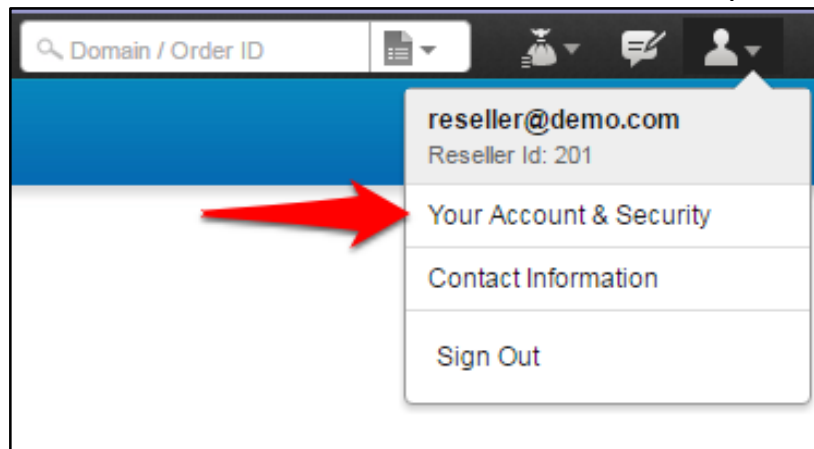 Domain / Order ID
reseller@demo.com
Reseller Id: 201
Your Account & Security
Contact Information
Sign Out